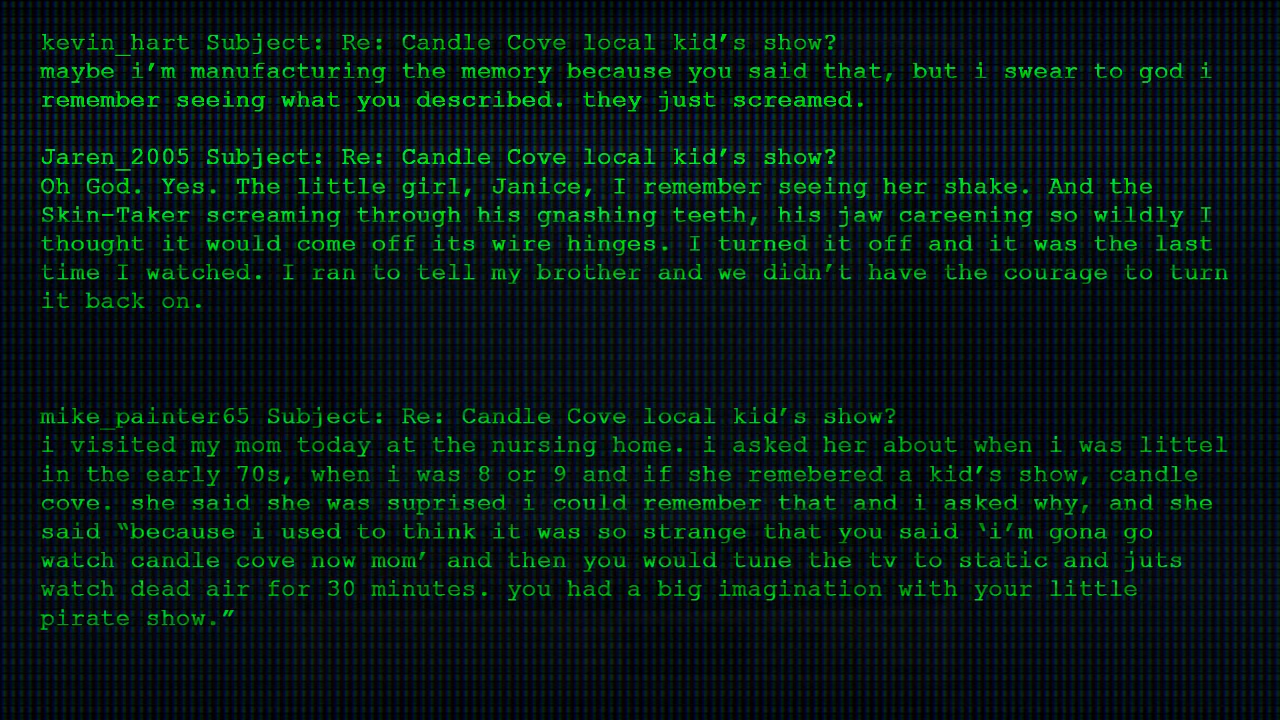 kevin_hart Subject: Re: Candle Cove local kid’s show?
maybe i’m manufacturing the memory because you said that, but i swear to god i
remember seeing what you described. they just screamed.
Jaren_2005 Subject: Re: Candle Cove local kid’s show?
Oh God. Yes. The little girl, Janice, I remember seeing her shake. And the
Skin-Taker screaming through his gnashing teeth, his jaw careening so wildly I
thought it would come off its wire hinges. I turned it off and it was the last
time I watched. I ran to tell my brother and we didn’t have the courage to turn
it back on.
mike_painter65 Subject: Re: Candle Cove local kid’s show?
i visited my mom today at the nursing home. i asked her about when i was littel
in the early 70s, when i was 8 or 9 and if she remebered a kid’s show, candle
cove. she said she was suprised i could remember that and i asked why, and she
said “because i used to think it was so strange that you said ‘i’m gona go
watch candle cove now mom’ and then you would tune the tv to static and juts
watch dead air for 30 minutes. you had a big imagination with your little
pirate show.”